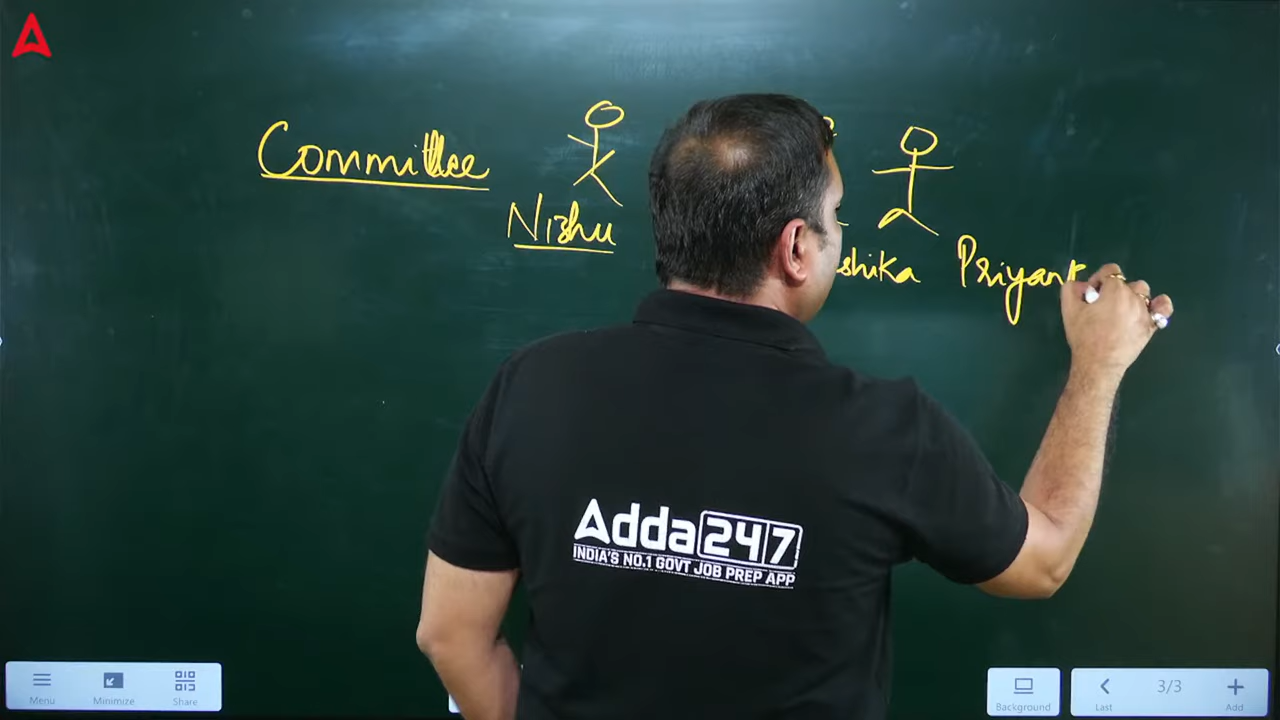 Committee
Nishu
shika Priyank
Adda247
INDIA'S NO.1 GOVT JOB PREP APP
Menu
Minimize
Share
Background
Last
3/3
Add